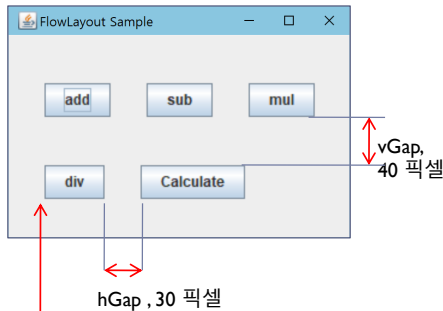 FlowLayout Sample
add sub mul
vGap,
40 픽셀
div Calculate
hGap , 30 픽셀